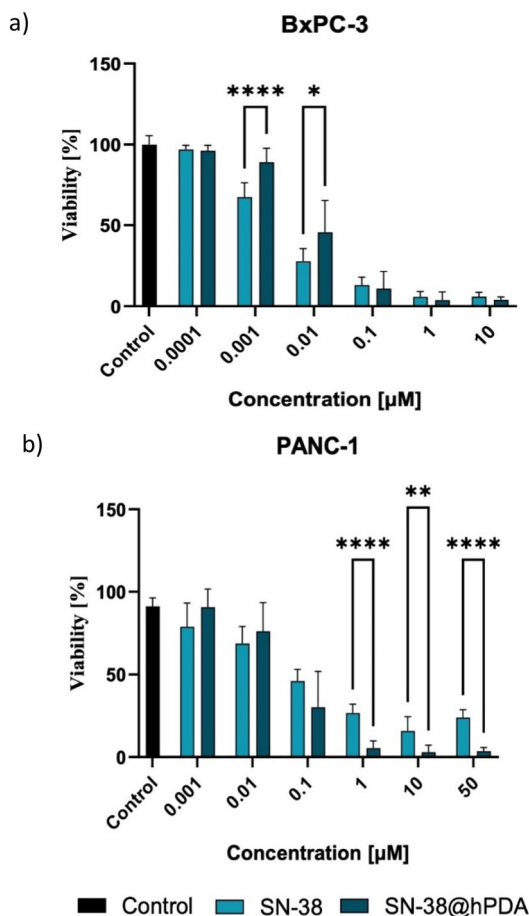 a)
BxPC-3
Viability [%]
150
100
50
0
**** *
Control 0.0001 0.001 0.01 0.1 1 10
Concentration [µM]
b)
PANC-1
Viability [%]
150
100
50
0
**** ** ****
Control 0.001 0.01 0.1 1 10 50
Concentration [µM]
Control SN-38 SN-38@hPDA